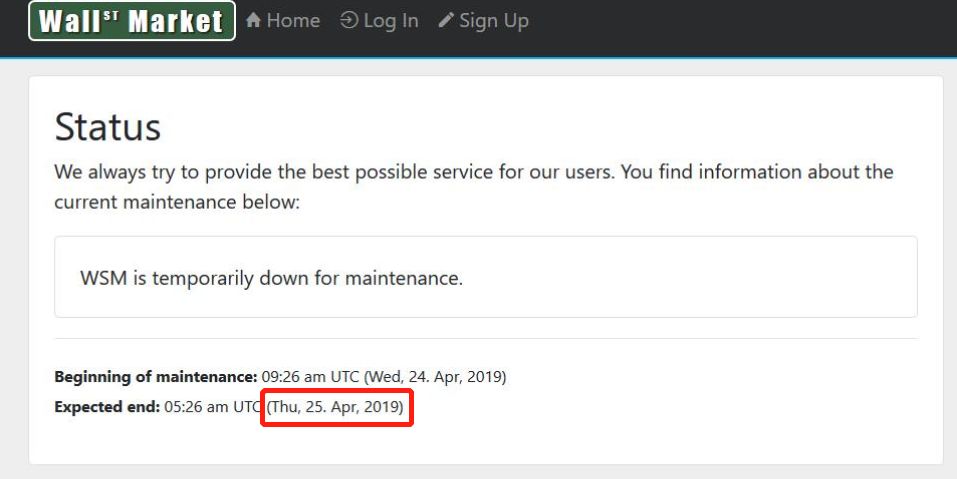 Wall ST Market Home Log In Sign Up
Status
We always try to provide the best possible service for our users. You find information about the
current maintenance below:
WSM is temporarily down for maintenance.
Beginning of maintenance: 09:26 am UTC (Wed, 24. Apr, 2019)
Expected end: 05:26 am UTC (Thu, 25. Apr, 2019)